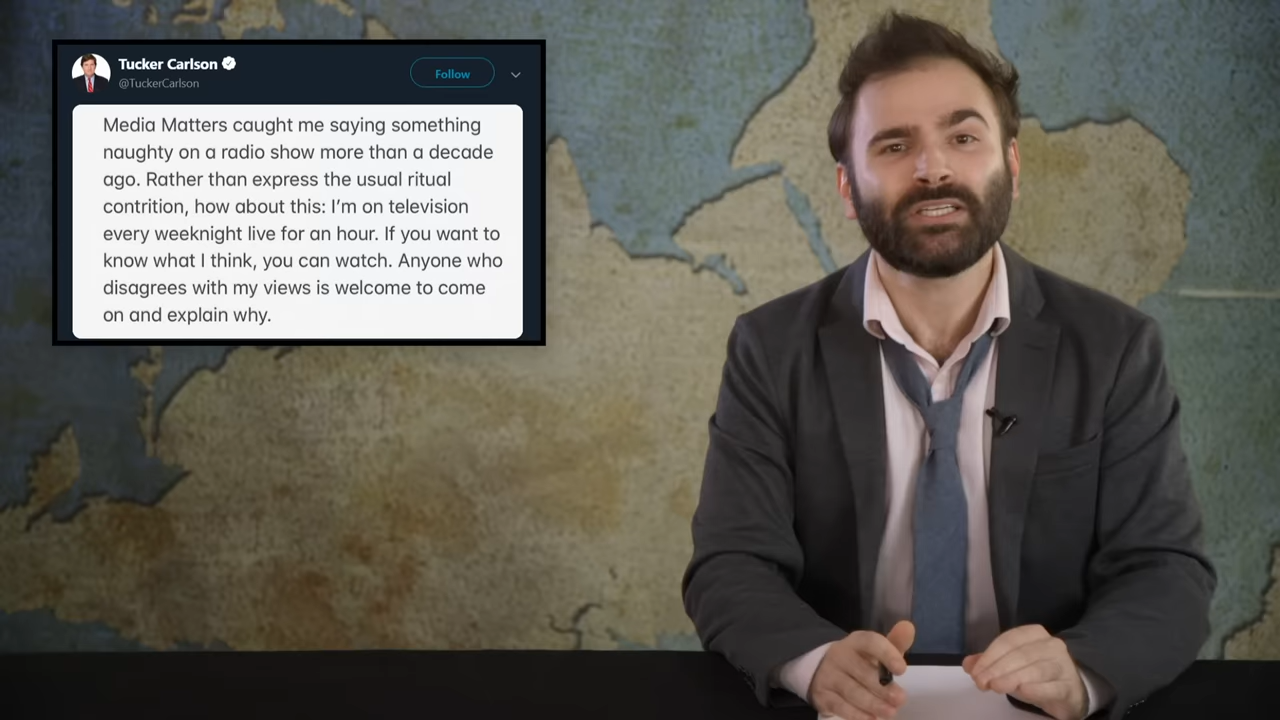 Tucker Carlson
@TuckerCarlson
Follow
Media Matters caught me saying something
naughty on a radio show more than a decade
ago. Rather than express the usual ritual
contrition, how about this: I’m on television
every weeknight live for an hour. If you want to
know what I think, you can watch. Anyone who
disagrees with my views is welcome to come
on and explain why.